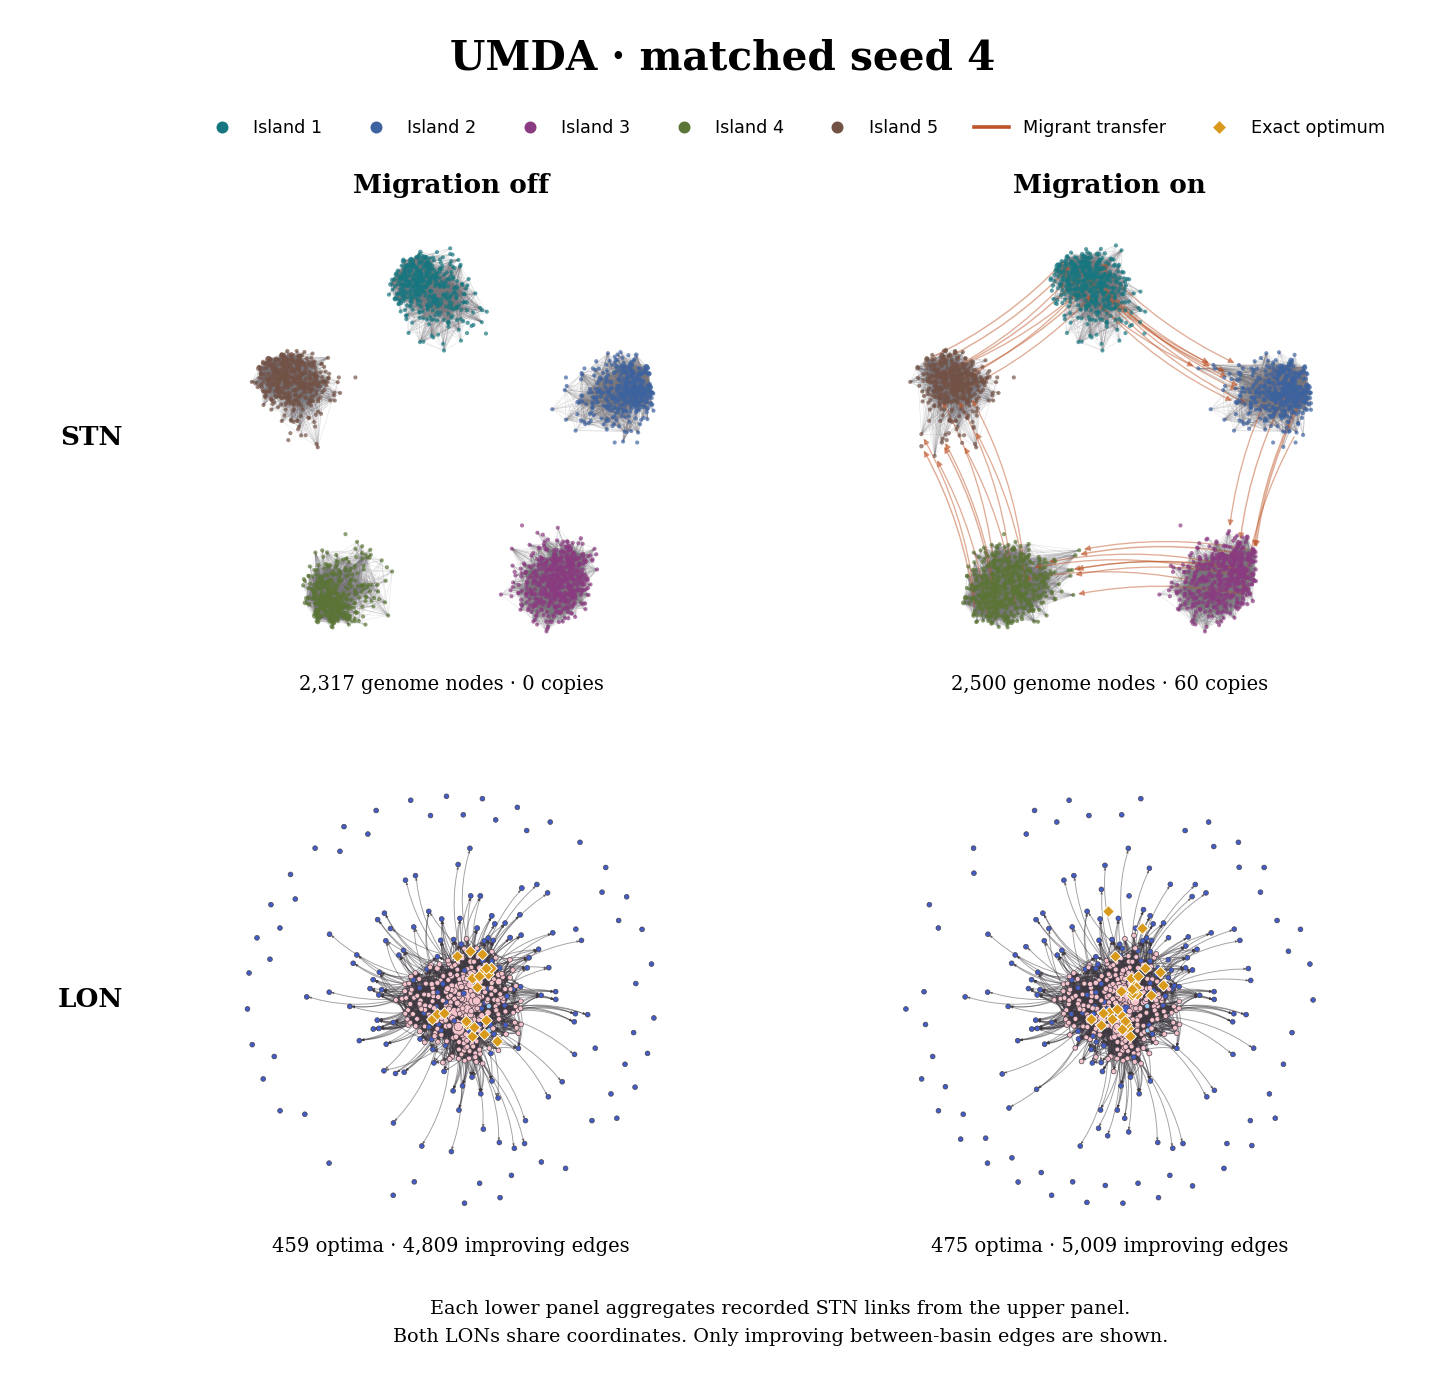 UMDA · matched seed 4
Island 1 Island 2 Island 3 Island 4 Island 5 Migrant transfer Exact optimum
Migration off Migration on
STN
2,317 genome nodes · 0 copies 2,500 genome nodes · 60 copies
LON
459 optima · 4,809 improving edges 475 optima · 5,009 improving edges
Each lower panel aggregates recorded STN links from the upper panel.
Both LONs share coordinates. Only improving between-basin edges are shown.